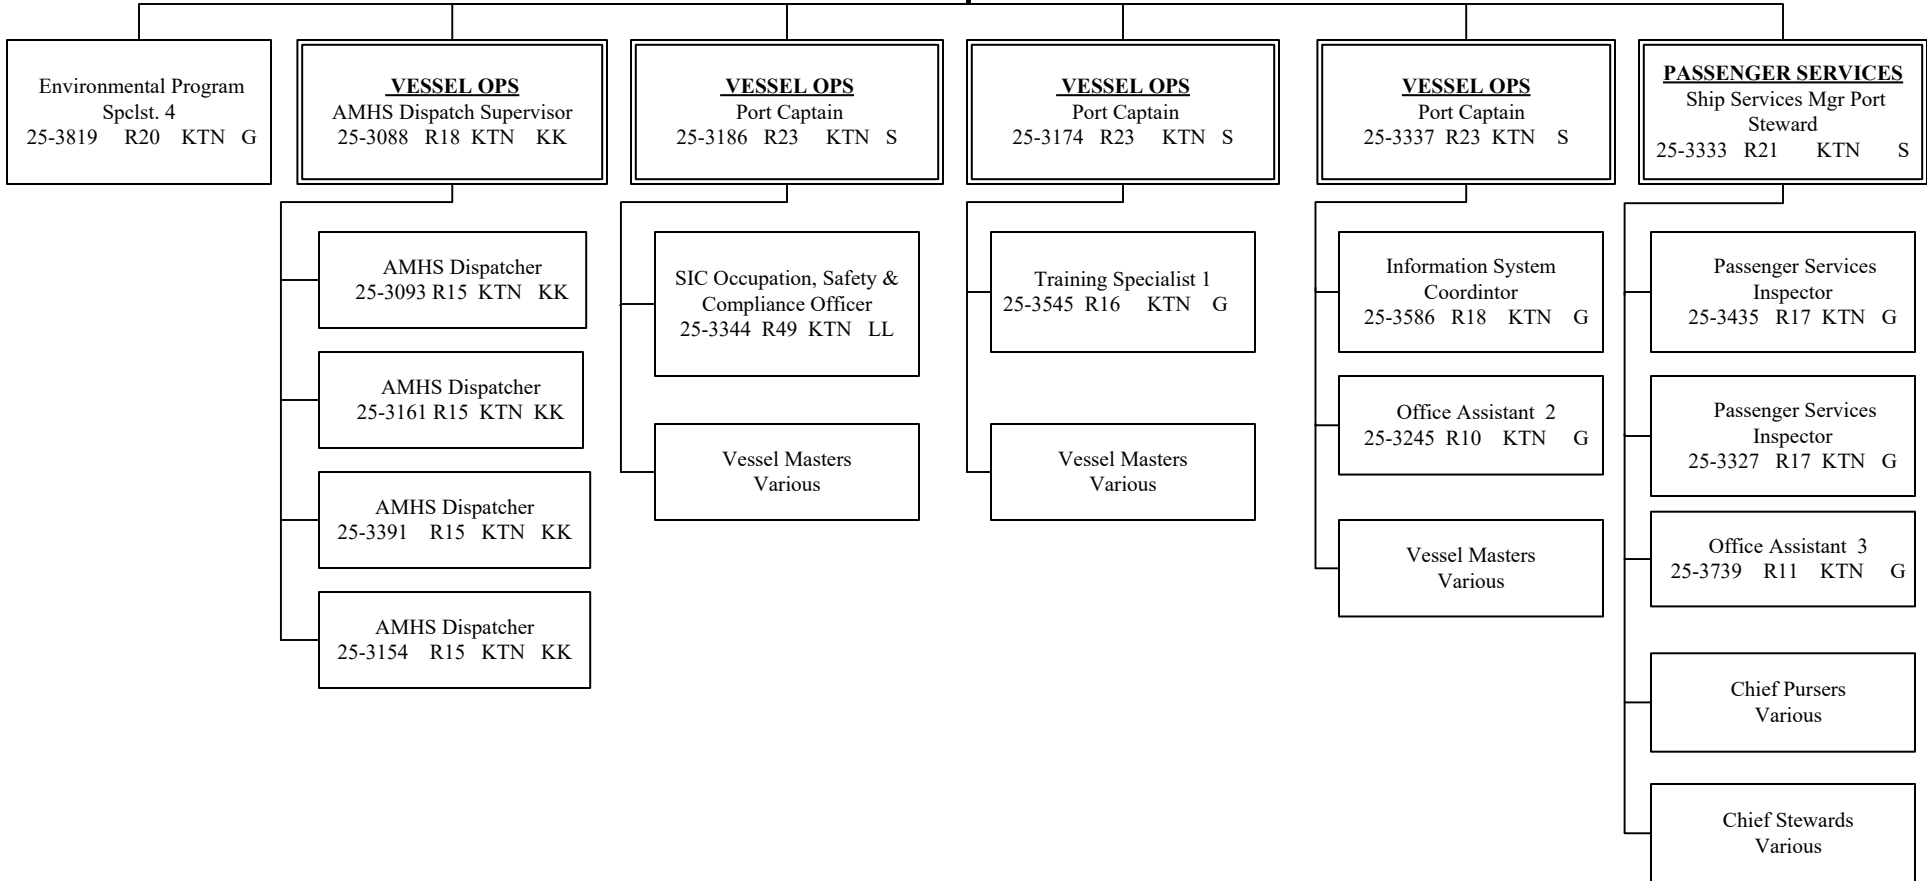 Environmental Program
Spclst. 4
25-3819 R20 KTN G
VESSEL OPS
AMHS Dispatch Supervisor
25-3088 R18 KTN KK
VESSEL OPS
Port Captain
25-3186 R23 KTN S
VESSEL OPS
Port Captain
25-3174 R23 KTN S
VESSEL OPS
Port Captain
25-3337 R23 KTN S
PASSENGER SERVICES
Ship Services Mgr Port
Steward
25-3333 R21 KTN S
AMHS Dispatcher
25-3093 R15 KTN KK
AMHS Dispatcher
25-3161 R15 KTN KK
AMHS Dispatcher
25-3391 R15 KTN KK
AMHS Dispatcher
25-3154 R15 KTN KK
SIC Occupation, Safety &
Compliance Officer
25-3344 R49 KTN LL
Vessel Masters
Various
Training Specialist 1
25-3545 R16 KTN G
Vessel Masters
Various
Information System
Coordintor
25-3586 R18 KTN G
Office Assistant 2
25-3245 R10 KTN G
Vessel Masters
Various
Passenger Services
Inspector
25-3435 R17 KTN G
Passenger Services
Inspector
25-3327 R17 KTN G
Office Assistant 3
25-3739 R11 KTN G
Chief Pursers
Various
Chief Stewards
Various